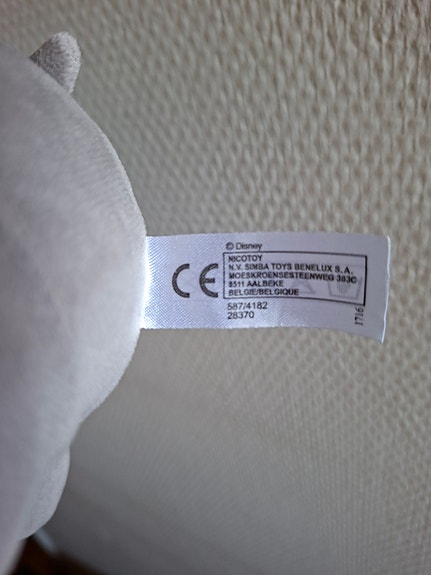 © Disney
CE
NICOTOY
N.V. SIMBA TOYS BENELUX S.A.
MOESKROENSESTEENWEG 383C
8511 AALBEKE
BELGIE/BELGIQUE
587/4182
28370
1716